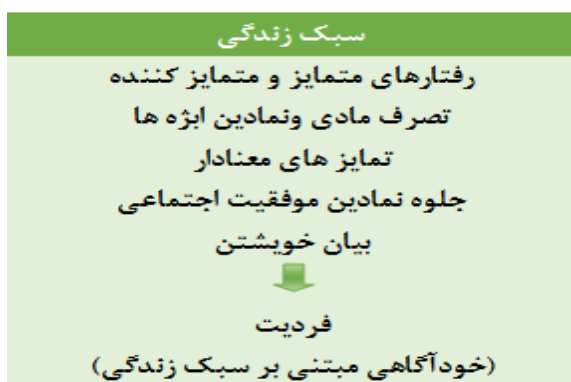 سبک زندگی
رفتارهای متمایز و متمایز کننده
تصرف مادی ونمادین ابژه ها
تمایز های معنادار
جلوه نمادین موفقیت اجتماعی
بیان خویشتن
فردیت
(خودآگاهی مبتنی بر سبک زندگی)